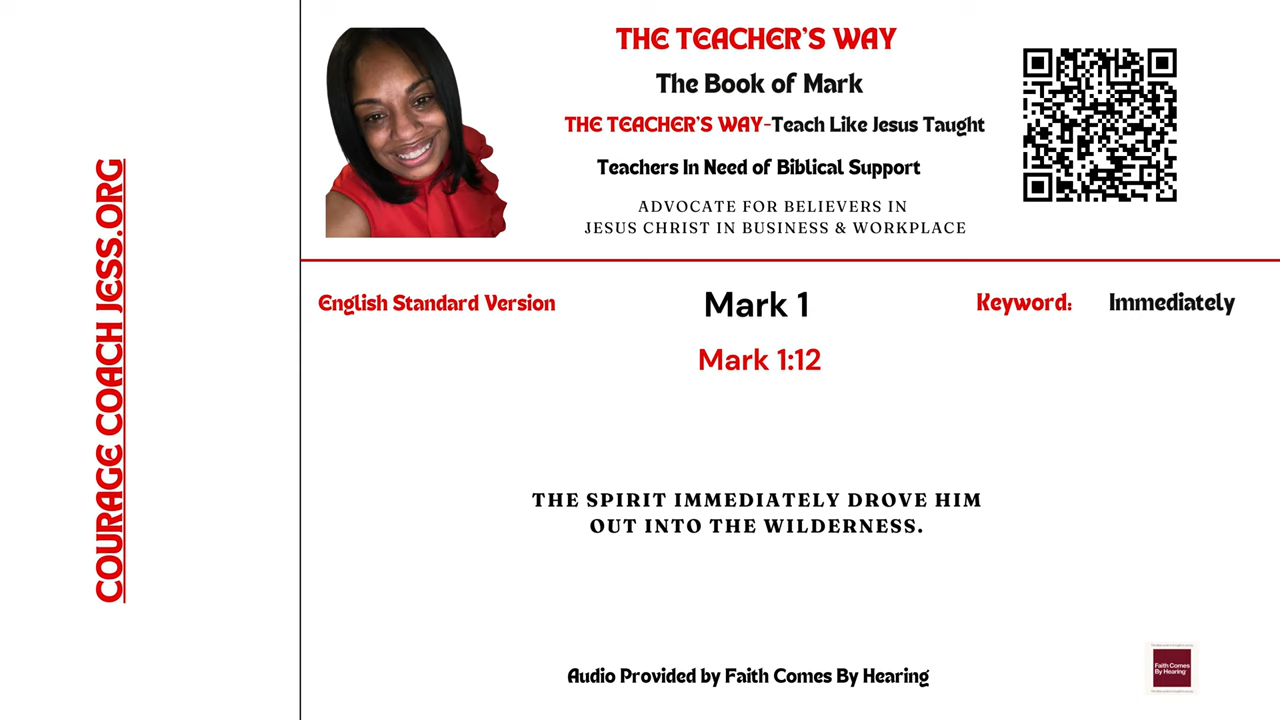 COURAGE COACH JESS.ORG
THE TEACHER'S WAY
The Book of Mark
THE TEACHER'S WAY-Teach Like Jesus Taught
Teachers In Need of Biblical Support
ADVOCATE FOR BELIEVERS IN
JESUS CHRIST IN BUSINESS & WORKPLACE
English Standard Version
Mark 1
Keyword: Immediately
Mark 1:12
THE SPIRIT IMMEDIATELY DROVE HIM
OUT INTO THE WILDERNESS.
Audio Provided by Faith Comes By Hearing
Faith Comes
By Hearing